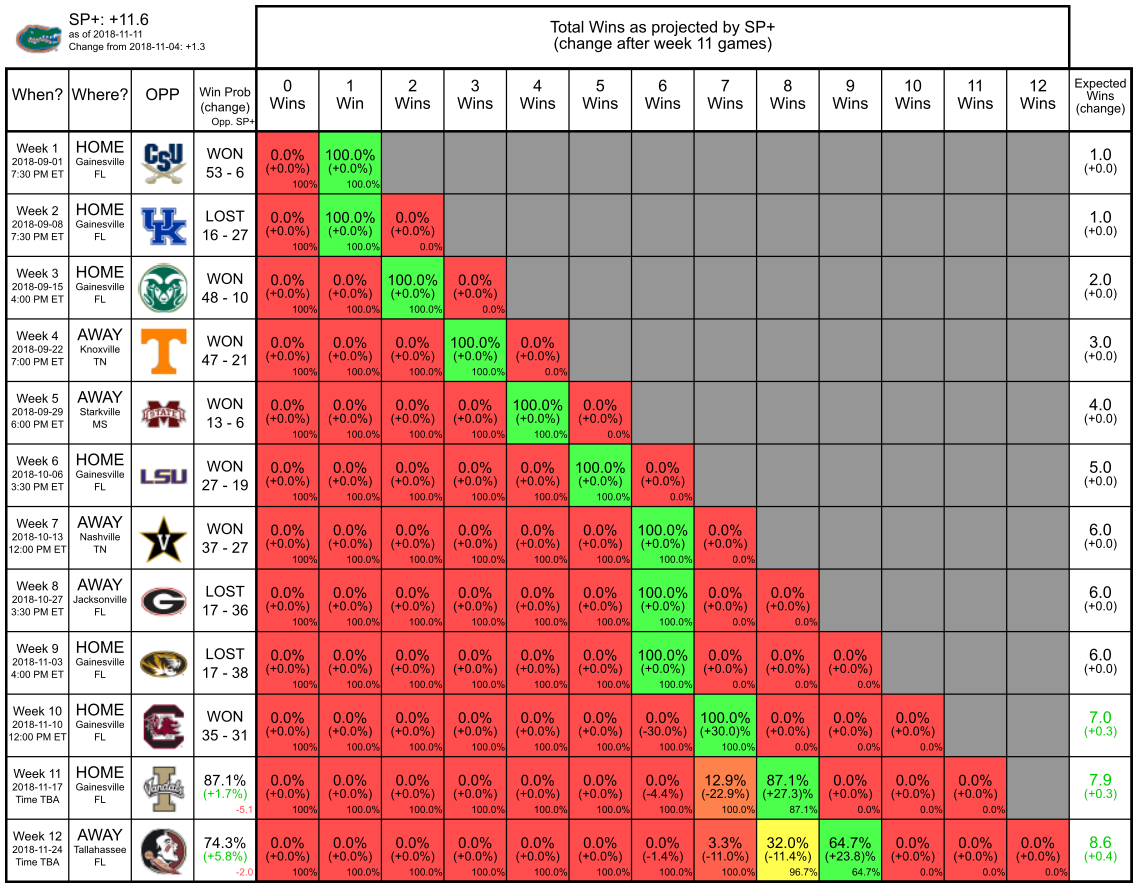 SP+: +11.6
as of 2018-11-11
Change from 2018-11-04: +1.3
Total Wins as projected by SP+
(change after week 11 games)
When? Where? OPP Win Prob (change) Opp. SP+ 0 Wins 1 Win 2 Wins 3 Wins 4 Wins 5 Wins 6 Wins 7 Wins 8 Wins 9 Wins 10 Wins 11 Wins 12 Wins Expected Wins (change)
Week 1 HOME CSU WON 0.0% 100.0% 1.0
2018-09-01 Gainesville (+0.0%) (+0.0%) (+0.0)
7:30 PM ET FL 53 - 6 100% 100.0%
Week 2 HOME UK LOST 0.0% 100.0% 0.0% 1.0
2018-09-08 Gainesville (+0.0%) (+0.0%) (+0.0%) (+0.0)
7:30 PM ET FL 16 - 27 100% 100.0% 0.0%
Week 3 HOME WON 0.0% 0.0% 100.0% 0.0% 2.0
2018-09-15 Gainesville (+0.0%) (+0.0%) (+0.0%) (+0.0%) (+0.0)
4:00 PM ET FL 48 - 10 100% 100.0% 100.0% 0.0%
Week 4 AWAY T WON 0.0% 0.0% 0.0% 100.0% 0.0% 3.0
2018-09-22 Knoxville (+0.0%) (+0.0%) (+0.0%) (+0.0%) (+0.0%) (+0.0)
7:00 PM ET TN 47 - 21 100% 100.0% 100.0% 100.0% 0.0%
Week 5 AWAY M STATE WON 0.0% 0.0% 0.0% 0.0% 100.0% 0.0% 4.0
2018-09-29 Starkville (+0.0%) (+0.0%) (+0.0%) (+0.0%) (+0.0%) (+0.0%) (+0.0)
6:00 PM ET MS 13 - 6 100% 100.0% 100.0% 100.0% 100.0% 0.0%
Week 6 HOME LSU WON 0.0% 0.0% 0.0% 0.0% 0.0% 100.0% 0.0% 5.0
2018-10-06 Gainesville (+0.0%) (+0.0%) (+0.0%) (+0.0%) (+0.0%) (+0.0%) (+0.0%) (+0.0)
3:30 PM ET FL 27 - 19 100% 100.0% 100.0% 100.0% 100.0% 100.0% 0.0%
Week 7 AWAY V WON 0.0% 0.0% 0.0% 0.0% 0.0% 0.0% 100.0% 0.0% 6.0
2018-10-13 Nashville (+0.0%) (+0.0%) (+0.0%) (+0.0%) (+0.0%) (+0.0%) (+0.0%) (+0.0%) (+0.0)
12:00 PM ET TN 37 - 27 100% 100.0% 100.0% 100.0% 100.0% 100.0% 100.0% 0.0%
Week 8 AWAY G LOST 0.0% 0.0% 0.0% 0.0% 0.0% 0.0% 100.0% 0.0% 0.0% 6.0
2018-10-27 Jacksonville (+0.0%) (+0.0%) (+0.0%) (+0.0%) (+0.0%) (+0.0%) (+0.0%) (+0.0%) (+0.0%) (+0.0)
3:30 PM ET FL 17 - 36 100% 100.0% 100.0% 100.0% 100.0% 100.0% 100.0% 0.0% 0.0%
Week 9 HOME LOST 0.0% 0.0% 0.0% 0.0% 0.0% 0.0% 100.0% 0.0% 0.0% 0.0% 6.0
2018-11-03 Gainesville (+0.0%) (+0.0%) (+0.0%) (+0.0%) (+0.0%) (+0.0%) (+0.0%) (+0.0%) (+0.0%) (+0.0%) (+0.0)
4:00 PM ET FL 17 - 38 100% 100.0% 100.0% 100.0% 100.0% 100.0% 100.0% 0.0% 0.0% 0.0%
Week 10 HOME C WON 0.0% 0.0% 0.0% 0.0% 0.0% 0.0% 0.0% 100.0% 0.0% 0.0% 0.0% 7.0
2018-11-10 Gainesville (+0.0%) (+0.0%) (+0.0%) (+0.0%) (+0.0%) (+0.0%) (-30.0%) (+30.0)% (+0.0%) (+0.0%) (+0.0%) (+0.3)
12:00 PM ET FL 35 - 31 100% 100.0% 100.0% 100.0% 100.0% 100.0% 100.0% 100.0% 0.0% 0.0% 0.0%
Week 11 HOME I Vandals 87.1% 0.0% 0.0% 0.0% 0.0% 0.0% 0.0% 0.0% 12.9% 87.1% 0.0% 0.0% 0.0% 7.9
2018-11-17 Gainesville (+1.7%) (+0.0%) (+0.0%) (+0.0%) (+0.0%) (+0.0%) (+0.0%) (-4.4%) (-22.9%) (+27.3)% (+0.0%) (+0.0%) (+0.0%) (+0.3)
Time TBA FL -5.1 100% 100.0% 100.0% 100.0% 100.0% 100.0% 100.0% 100.0% 87.1% 0.0% 0.0% 0.0%
Week 12 AWAY 74.3% 0.0% 0.0% 0.0% 0.0% 0.0% 0.0% 0.0% 3.3% 32.0% 64.7% 0.0% 0.0% 0.0% 8.6
2018-11-24 Tallahassee (+5.8%) (+0.0%) (+0.0%) (+0.0%) (+0.0%) (+0.0%) (+0.0%) (-1.4%) (-11.0%) (-11.4%) (+23.8)% (+0.0%) (+0.0%) (+0.0%) (+0.4)
Time TBA FL -2.0 100% 100.0% 100.0% 100.0% 100.0% 100.0% 100.0% 100.0% 96.7% 64.7% 0.0% 0.0% 0.0%